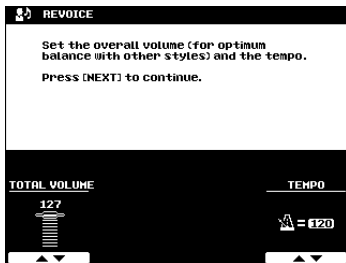 REVOICE
Set the overall volume (for optimum
balance with other styles) and the tempo.
Press [NEXT] to continue.
TOTAL VOLUME
127
TEMPO
= 120